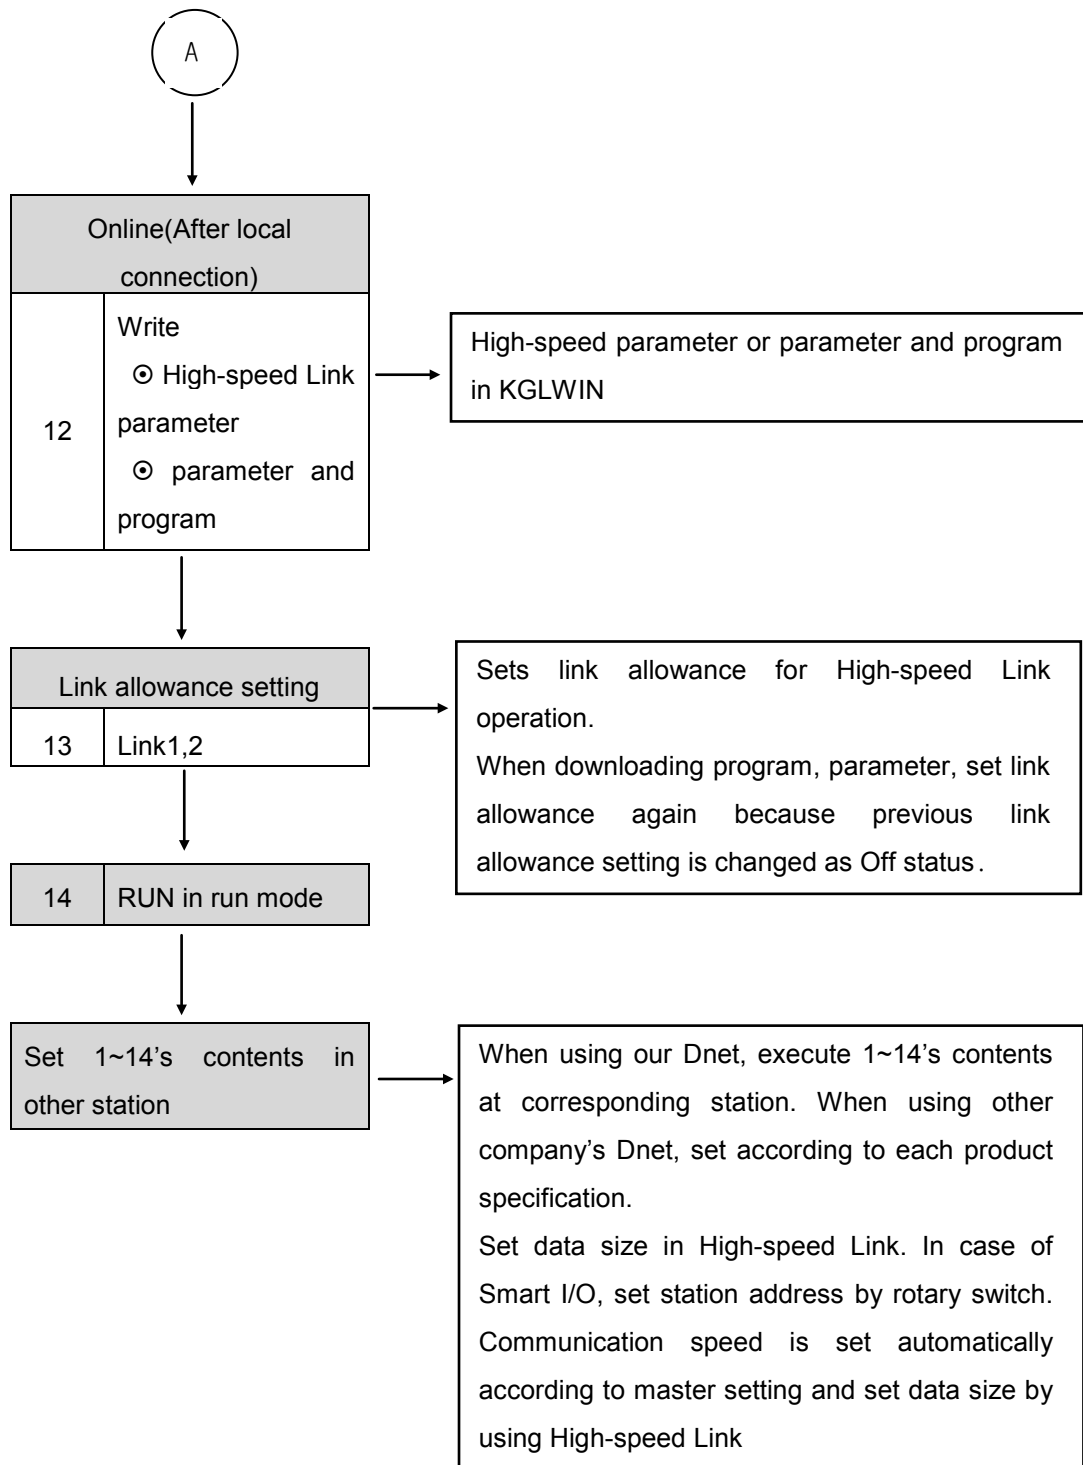 A
Online(After local
connection)
12
Write
⊙ High-speed Link
parameter
⊙ parameter and
program
High-speed parameter or parameter and program
in KGLWIN
Link allowance setting
13 Link1,2
Sets link allowance for High-speed Link
operation.
When downloading program, parameter, set link
allowance again because previous link
allowance setting is changed as Off status.
14 RUN in run mode
Set 1~14’s contents in
other station
When using our Dnet, execute 1~14’s contents
at corresponding station. When using other
company’s Dnet, set according to each product
specification.
Set data size in High-speed Link. In case of
Smart I/O, set station address by rotary switch.
Communication speed is set automatically
according to master setting and set data size by
using High-speed Link